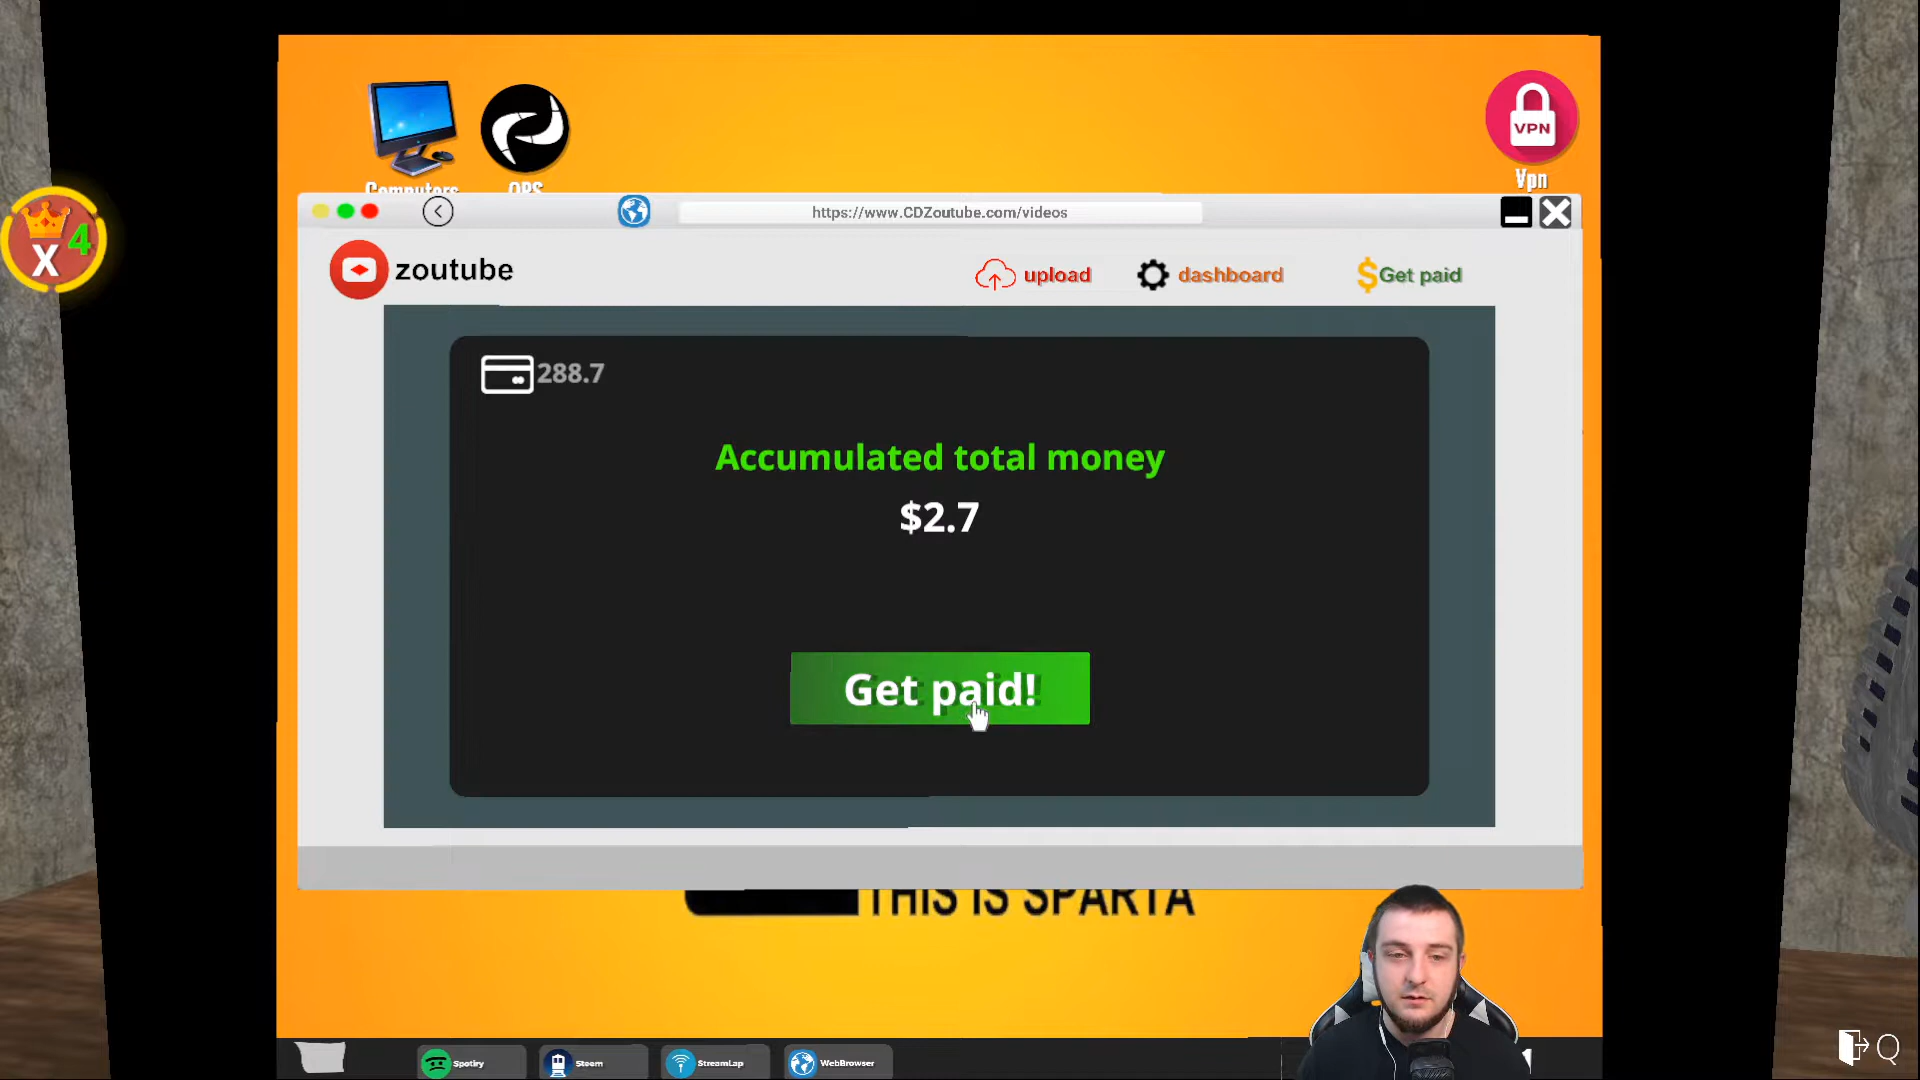 Computers
OPS
VPN
Vpn
X 4
https://www.CDZoutube.com/videos
zoutube
upload
dashboard
$Get paid
288.7
Accumulated total money
$2.7
Get paid!
THIS IS SPARTA
Spotiry
Steem
StreamLap
WebBrowser
Q